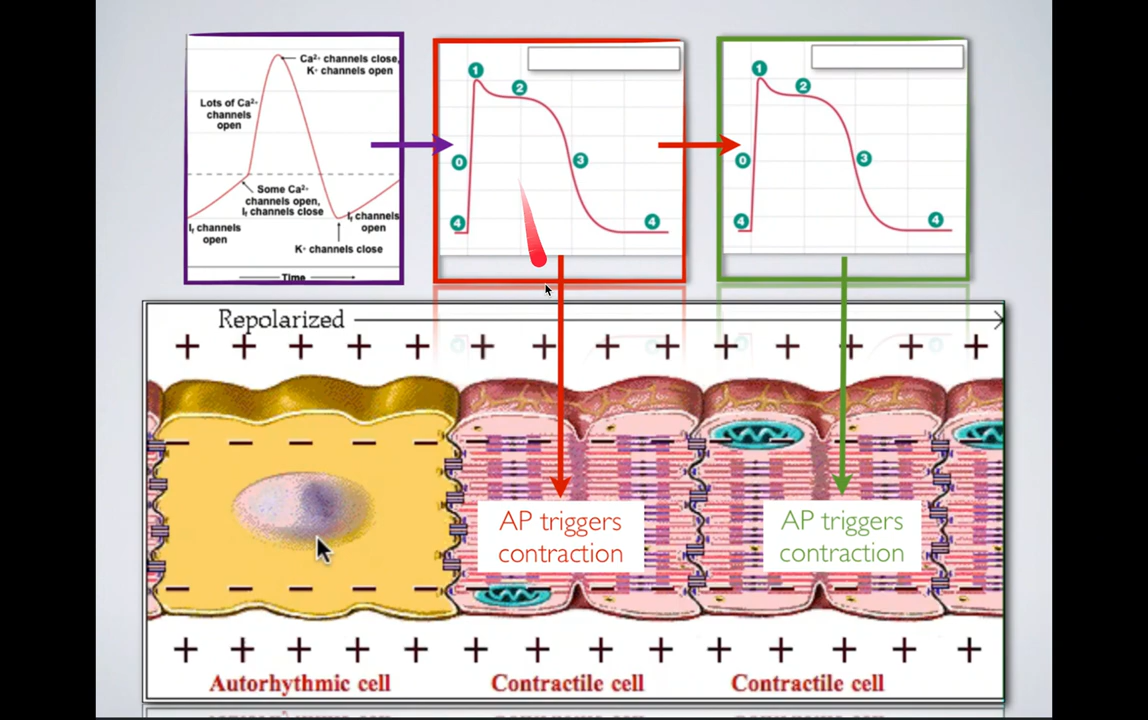 Ca²⁻ channels close,
K⁺ channels open
Lots of Ca²⁻
channels
open
Some Ca²⁻
channels open,
If channels close
If channels
open
If channels
open
K⁺ channels close
Time
1
2
0
3
4
4
1
2
0
3
4
4
Repolarized
+ + + + + + + + + + + + + +
AP triggers
contraction
AP triggers
contraction
+ + + + + + + + + + + + + +
Autorhythmic cell
Contractile cell
Contractile cell